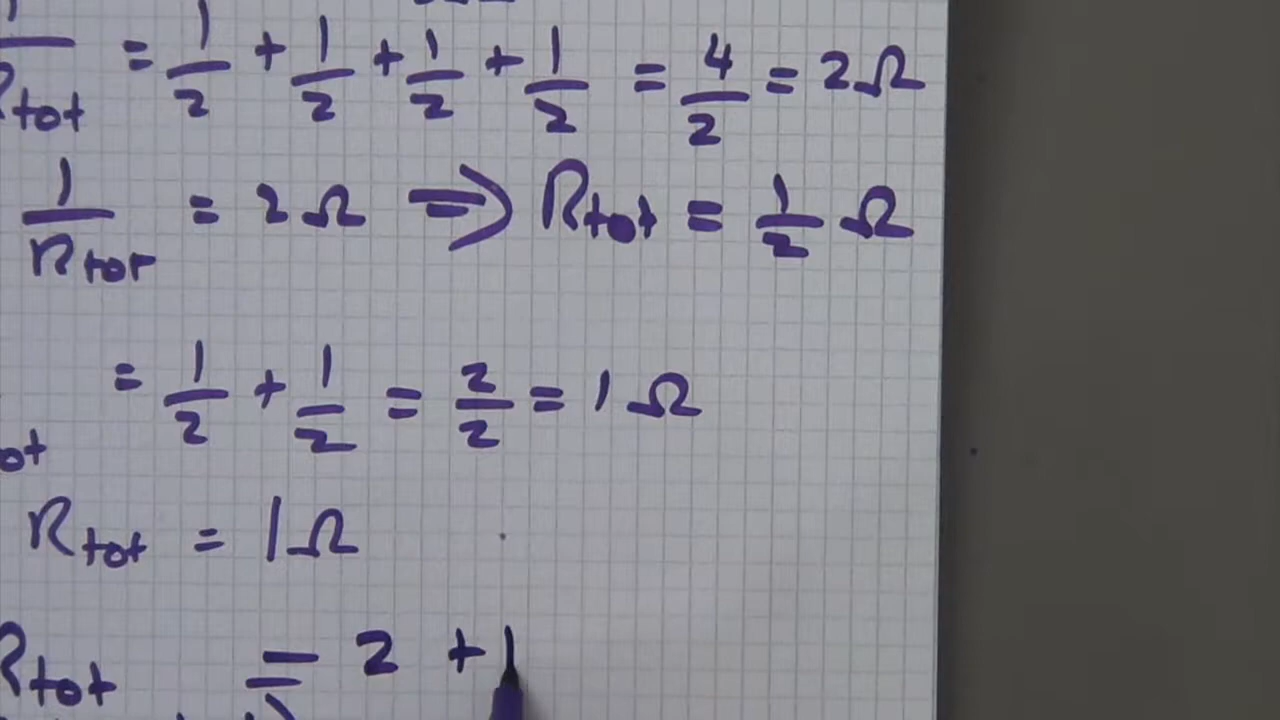 1/Rtot = 1/2 + 1/2 + 1/2 + 1/2 = 4/2 = 2Ω
1/Rtot = 2Ω ⇒ Rtot = 1/2 Ω
ot = 1/2 + 1/2 = 2/2 = 1Ω
Rtot = 1Ω
Rtot = 2 + 1